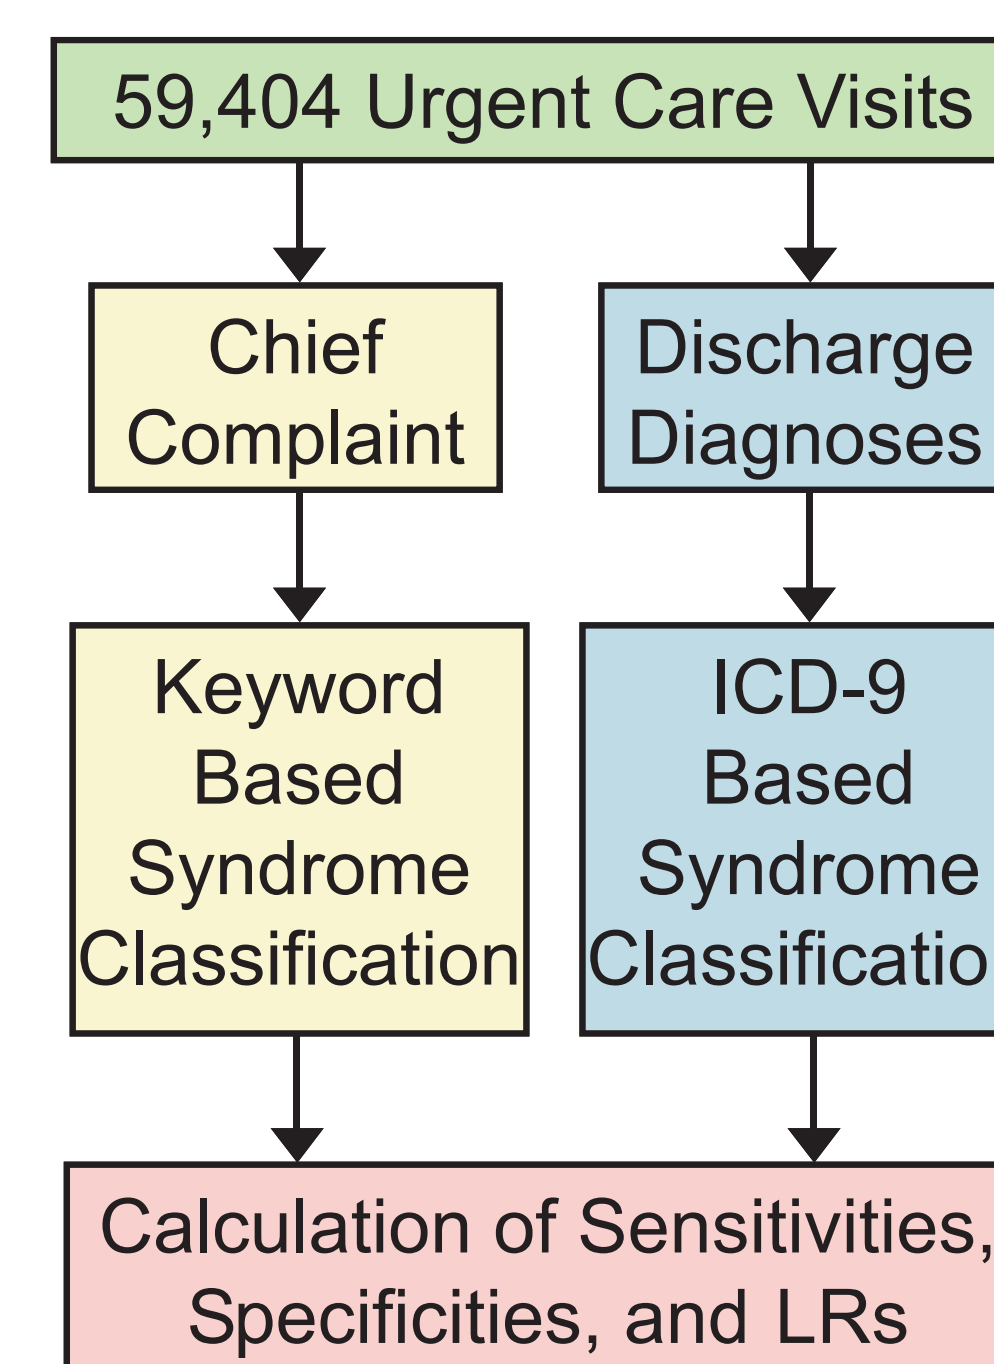 59,404 Urgent Care Visits
Chief
Complaint
Discharge
Diagnoses
Keyword
Based
Syndrome
Classification
ICD-9
Based
Syndrome
Classificatio
Calculation of Sensitivities,
Specificities, and LRs